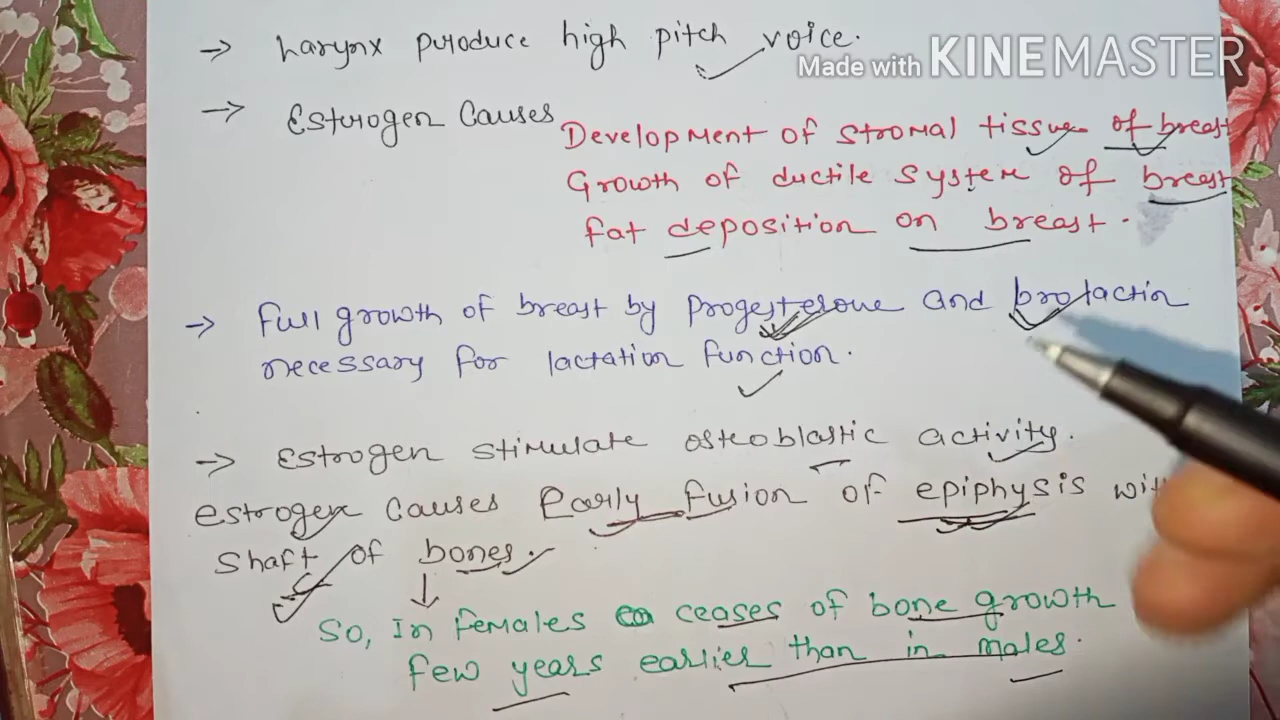 → Larynx produce high pitch voice.
Made with KINEMASTER
→ Estrogen Causes
Development of stromal tissue of breast
Growth of ductile system of breast
fat deposition on breast.
→ Full growth of breast by Progesterone and prolactin
necessary for lactation function.
→ Estrogen stimulate osteoblastic activity.
estrogen causes Early fusion of epiphysis
shaft of bones.
↓
So, In females ceases of bone growth
few years earlier than in males.